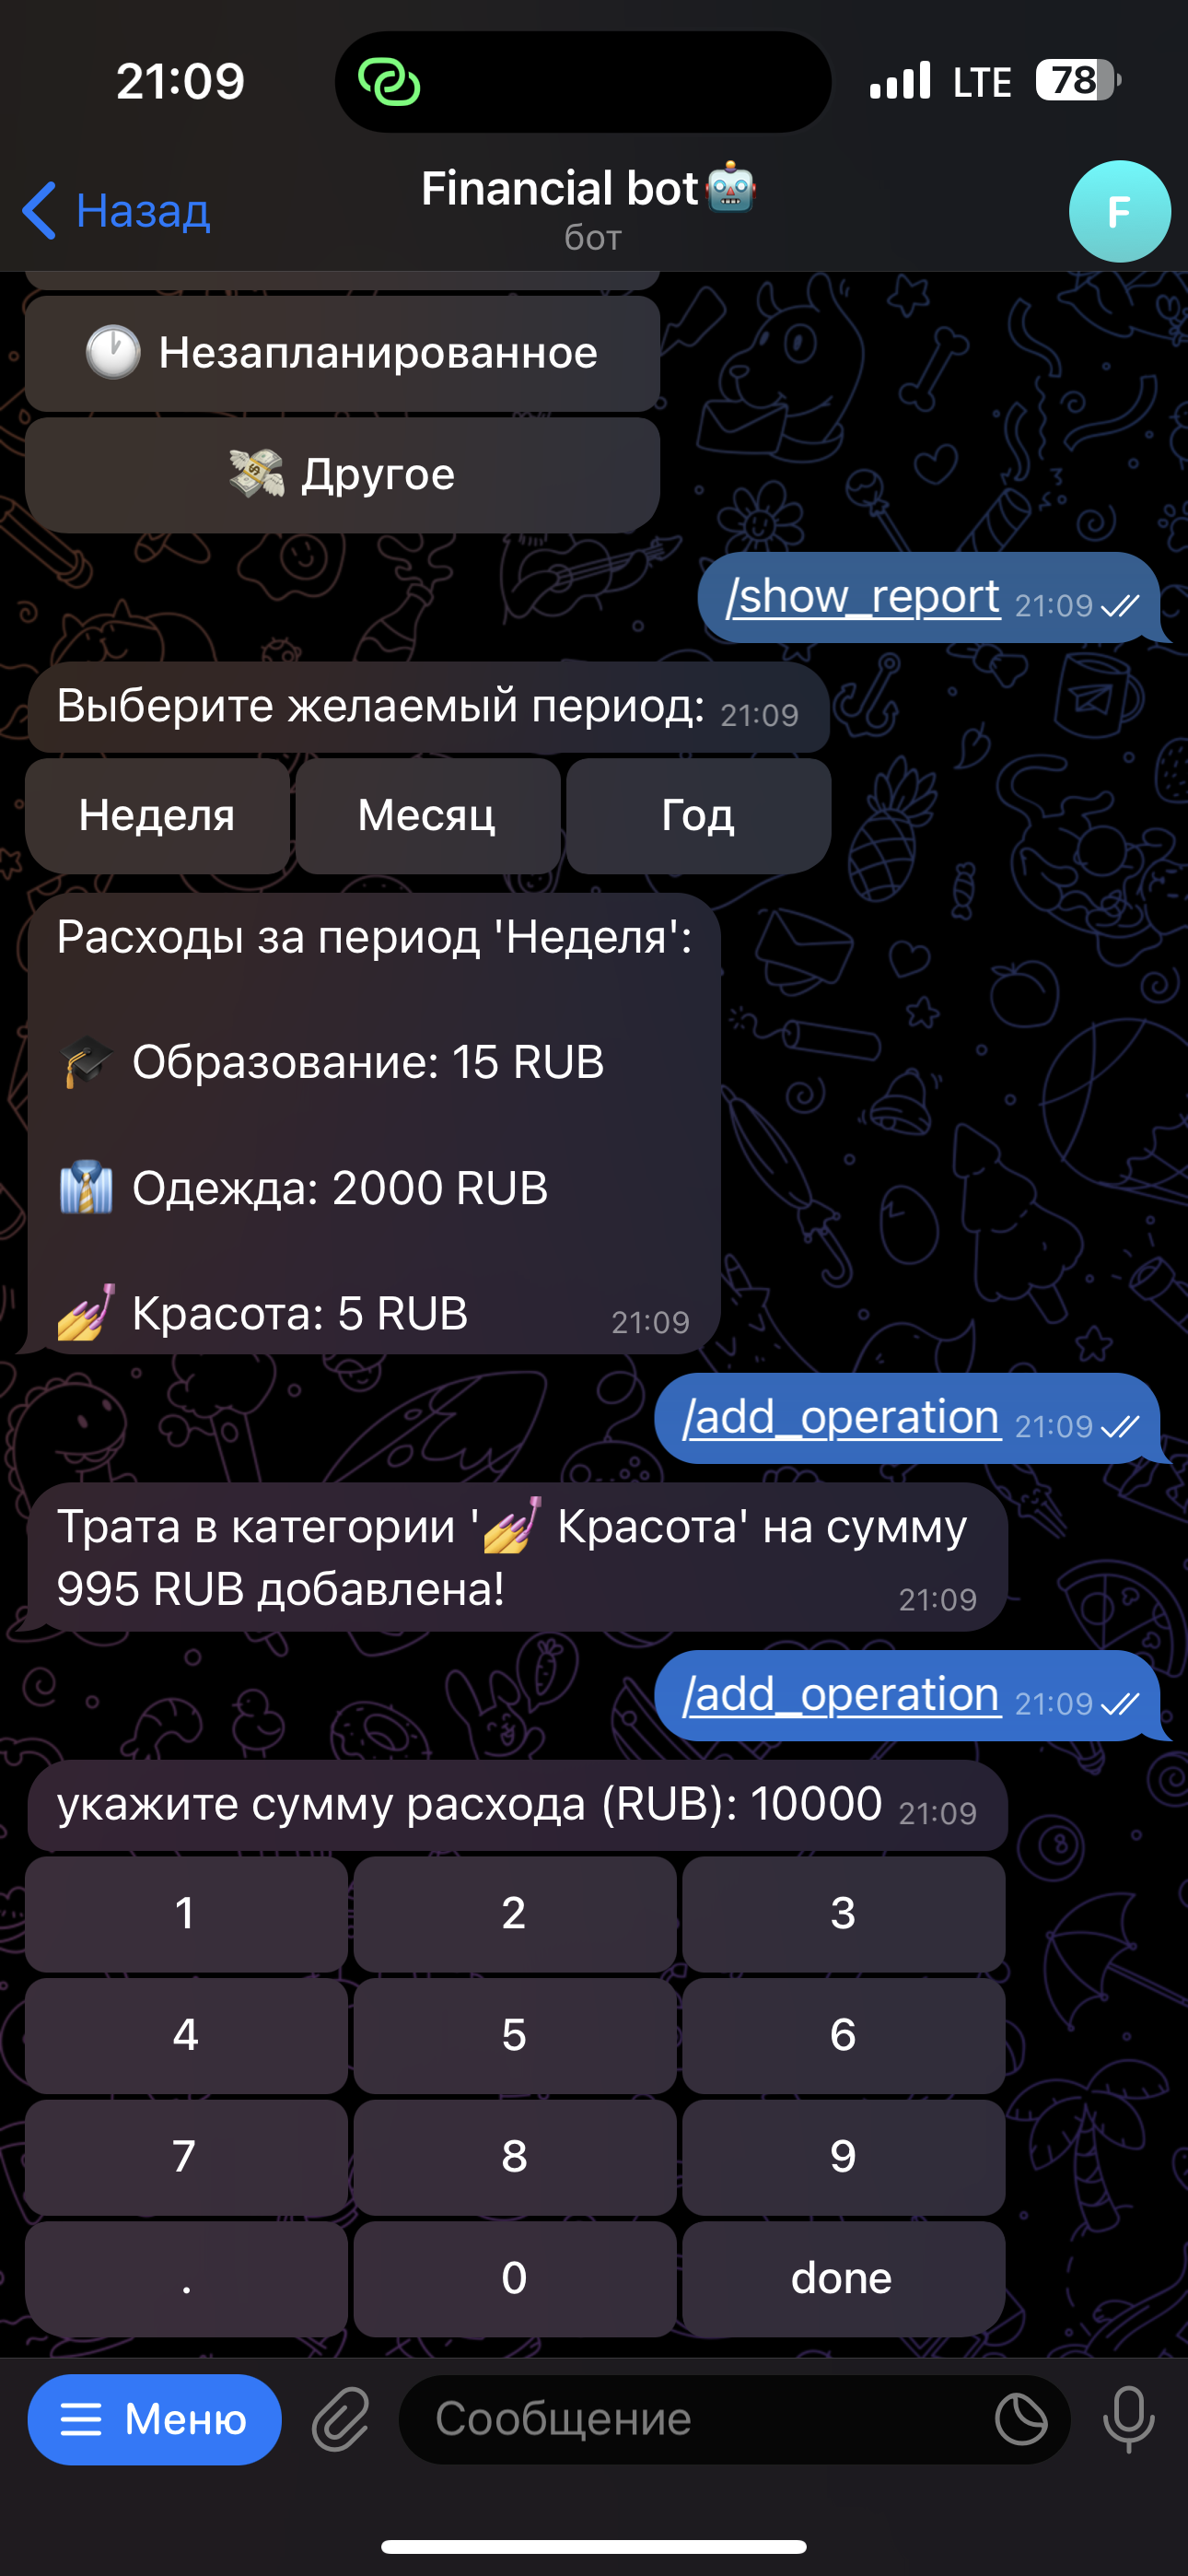 21:09
LTE 78
Назад
Financial bot🤖
бот
F
🕐 Незапланированное
💸 Другое
/show_report 21:09
Выберите желаемый период: 21:09
Неделя Месяц Год
Расходы за период 'Неделя':
🎓 Образование: 15 RUB
👔 Одежда: 2000 RUB
💅 Красота: 5 RUB 21:09
/add_operation 21:09
Трата в категории '💅 Красота' на сумму
995 RUB добавлена! 21:09
/add_operation 21:09
укажите сумму расхода (RUB): 10000 21:09
1 2 3
4 5 6
7 8 9
. 0 done
Меню
Сообщение